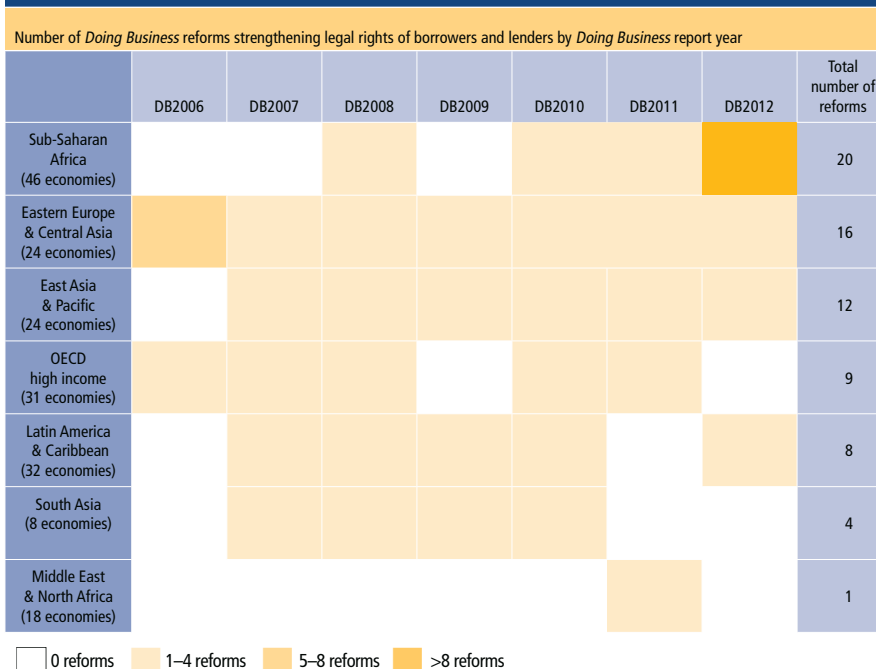 Number of Doing Business reforms strengthening legal rights of borrowers and lenders by Doing Business report year
DB2006 DB2007 DB2008 DB2009 DB2010 DB2011 DB2012 Total
number of
reforms
Sub-Saharan
Africa
(46 economies)
20
Eastern Europe
& Central Asia
(24 economies)
16
East Asia
& Pacific
(24 economies)
12
OECD
high income
(31 economies)
9
Latin America
& Caribbean
(32 economies)
8
South Asia
(8 economies)
4
Middle East
& North Africa
(18 economies)
1
0 reforms 1–4 reforms 5–8 reforms >8 reforms